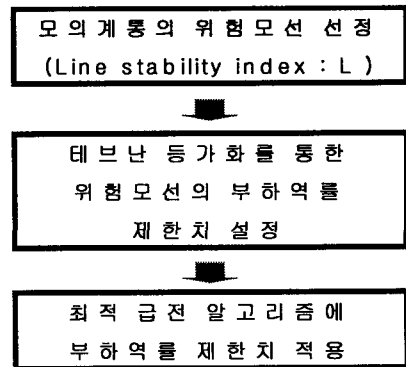 모의계통의 위험모선 선정
(Line stability index : L )
테브난 등가화를 통한
위험모선의 부하역률
제한치 설정
최적 급전 알고리즘에
부하역률 제한치 적용